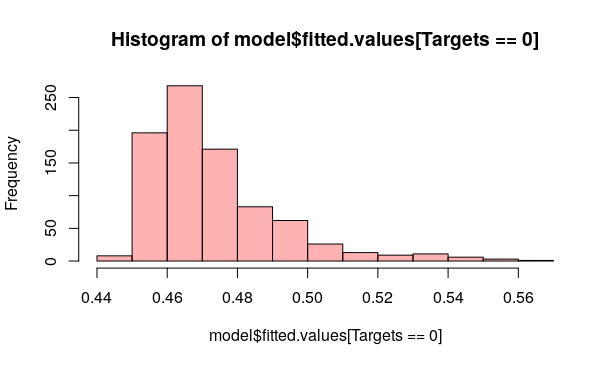 Histogram of model$fitted.values[Targets == 0]
Frequency
250
150
50
0
0.44 0.46 0.48 0.50 0.52 0.54 0.56
model$fitted.values[Targets == 0]